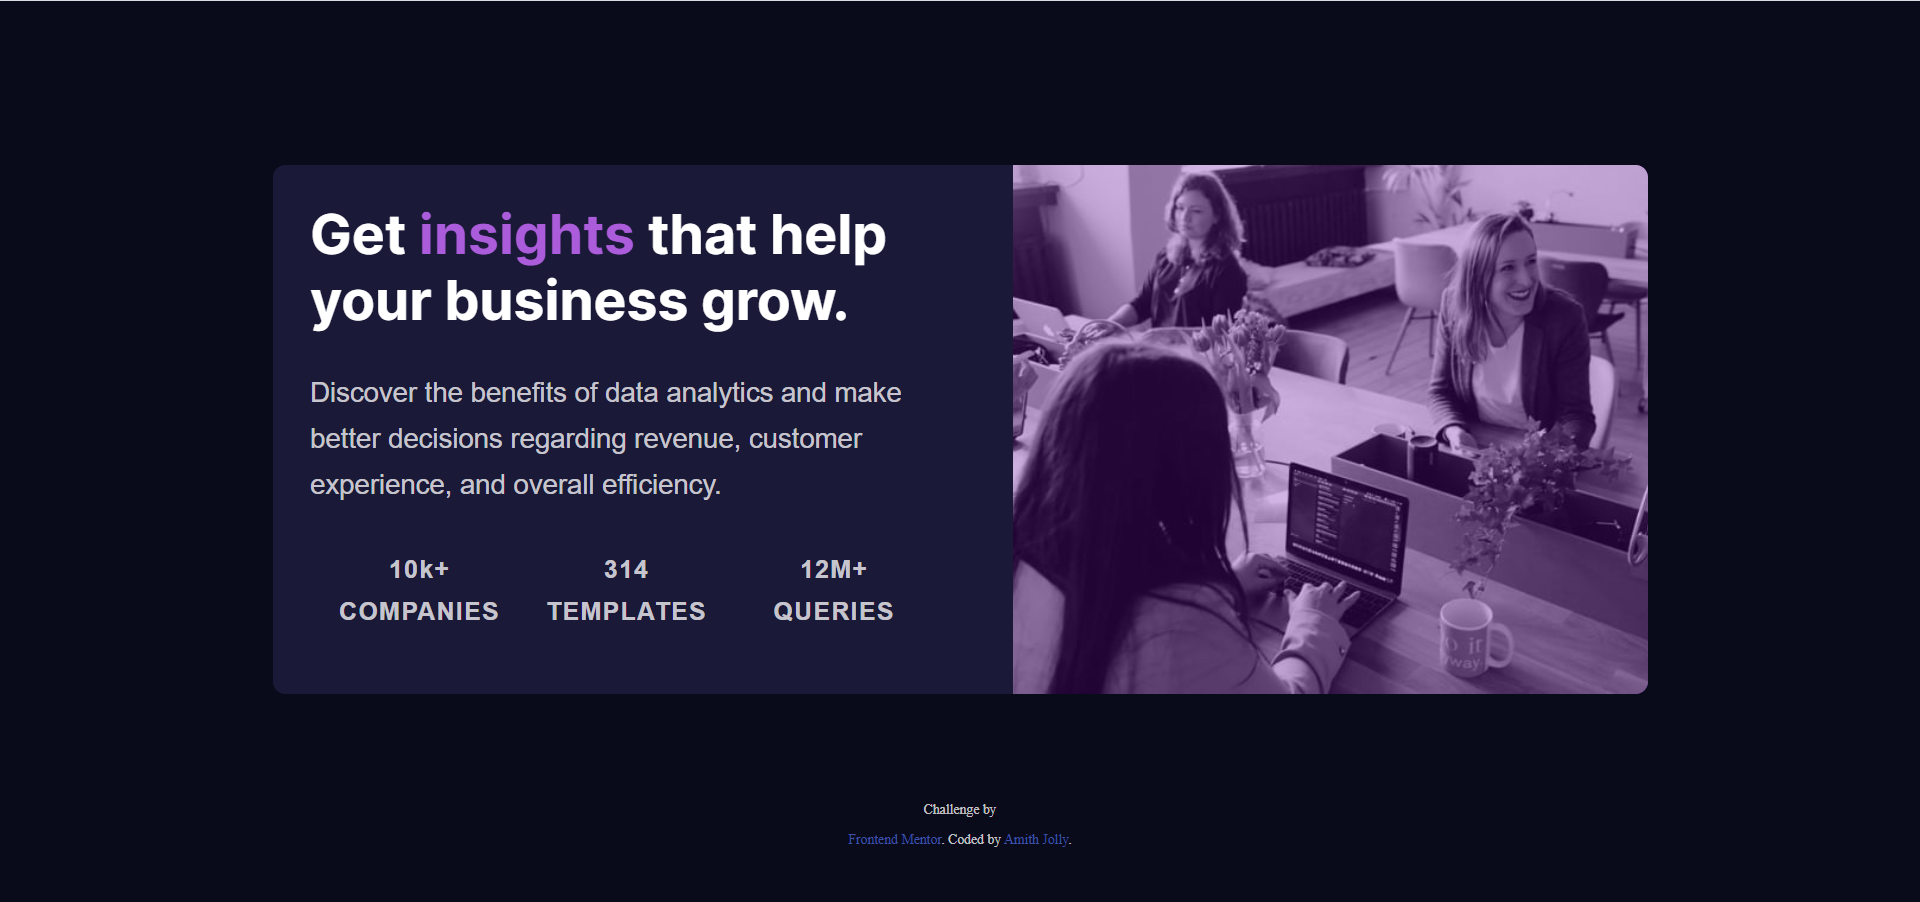 Get insights that help
your business grow.
Discover the benefits of data analytics and make
better decisions regarding revenue, customer
experience, and overall efficiency.
10k+
COMPANIES
314
TEMPLATES
12M+
QUERIES
it
way.
Challenge by
Frontend Mentor. Coded by Amith Jolly.